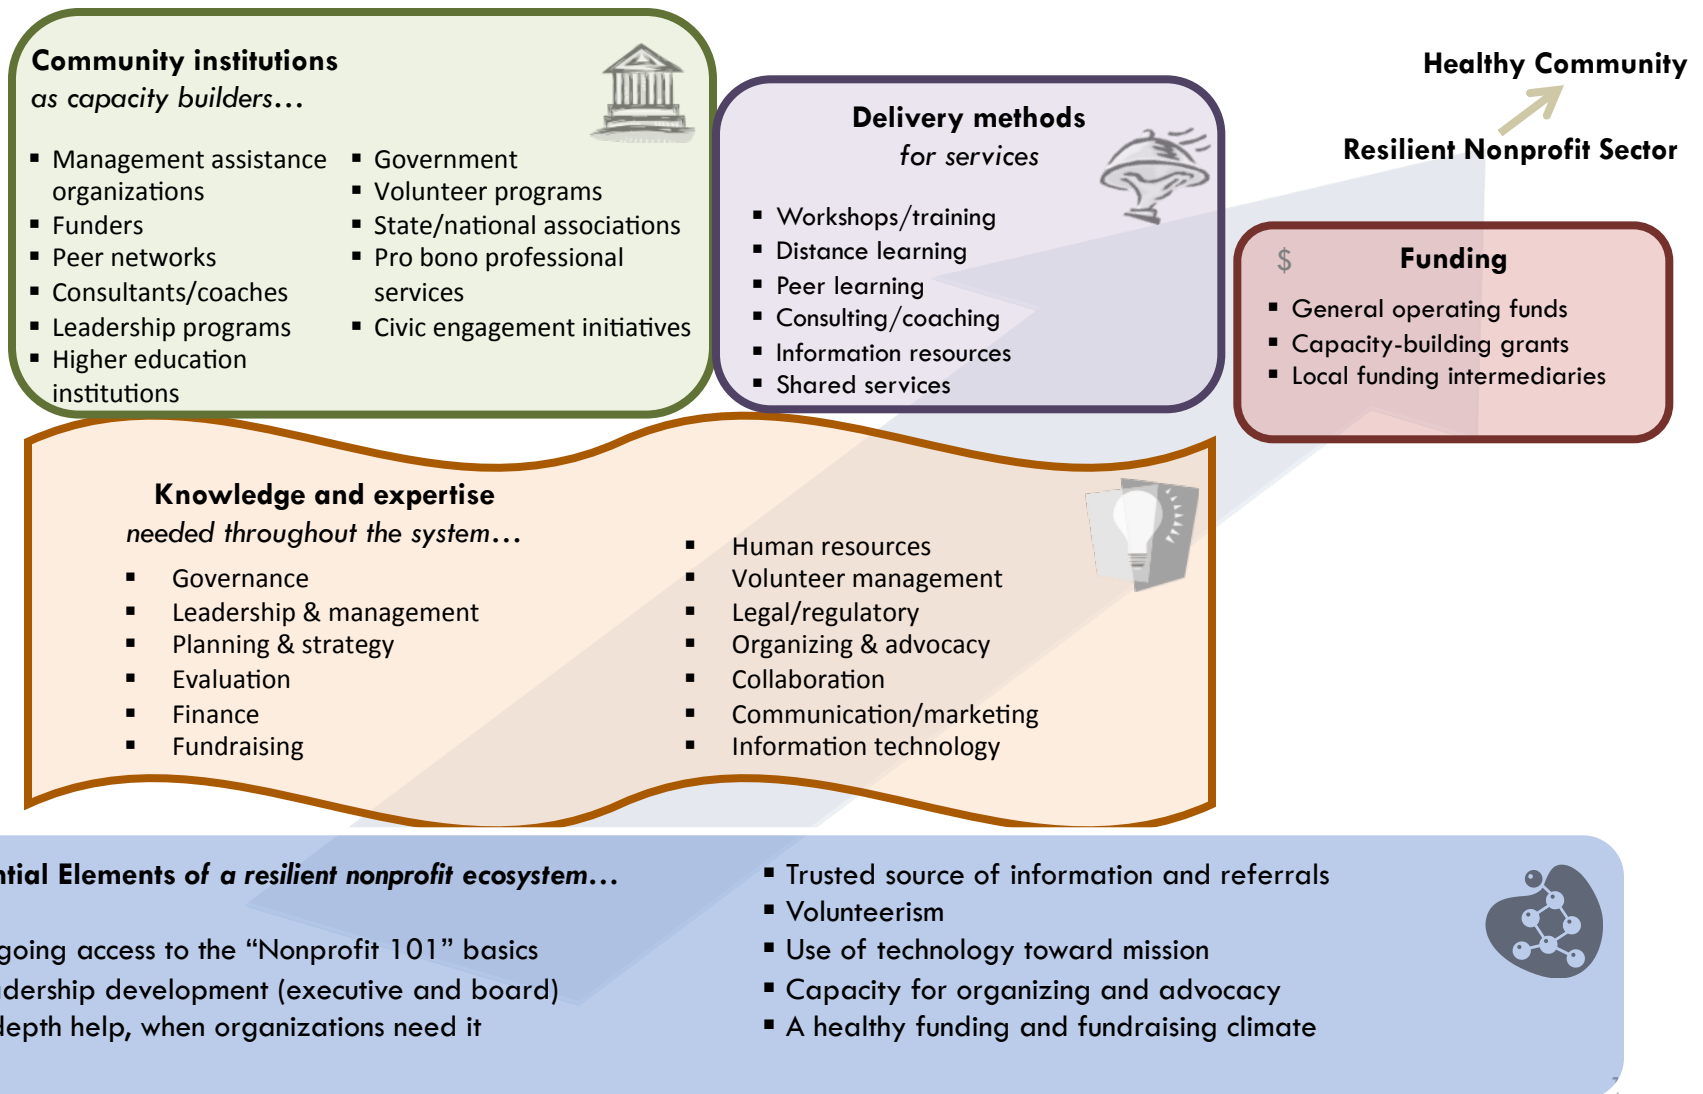 Community institutions
as capacity builders...
▪ Management assistance
organizations
▪ Funders
▪ Peer networks
▪ Consultants/coaches
▪ Leadership programs
▪ Higher education
institutions
▪ Government
▪ Volunteer programs
▪ State/national associations
▪ Pro bono professional
services
▪ Civic engagement initiatives
Delivery methods
for services
▪ Workshops/training
▪ Distance learning
▪ Peer learning
▪ Consulting/coaching
▪ Information resources
▪ Shared services
Healthy Community
Resilient Nonprofit Sector
$ Funding
▪ General operating funds
▪ Capacity-building grants
▪ Local funding intermediaries
Knowledge and expertise
needed throughout the system...
▪ Governance
▪ Leadership & management
▪ Planning & strategy
▪ Evaluation
▪ Finance
▪ Fundraising
▪ Human resources
▪ Volunteer management
▪ Legal/regulatory
▪ Organizing & advocacy
▪ Collaboration
▪ Communication/marketing
▪ Information technology
ntial Elements of a resilient nonprofit ecosystem...
going access to the “Nonprofit 101” basics
adership development (executive and board)
depth help, when organizations need it
▪ Trusted source of information and referrals
▪ Volunteerism
▪ Use of technology toward mission
▪ Capacity for organizing and advocacy
▪ A healthy funding and fundraising climate